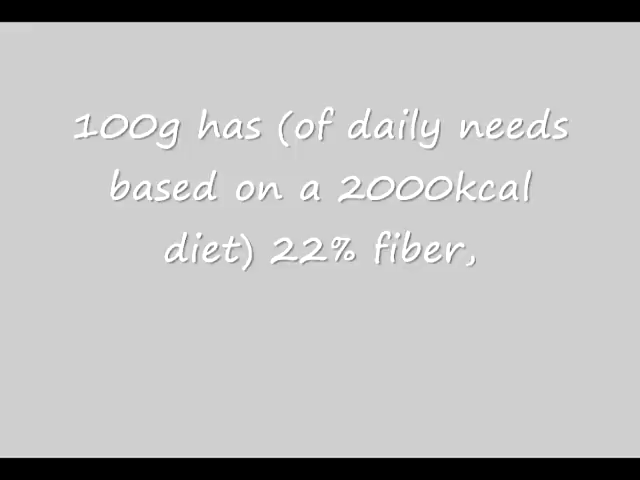 100g has (of daily needs
based on a 2000kcal
diet) 22% fiber,